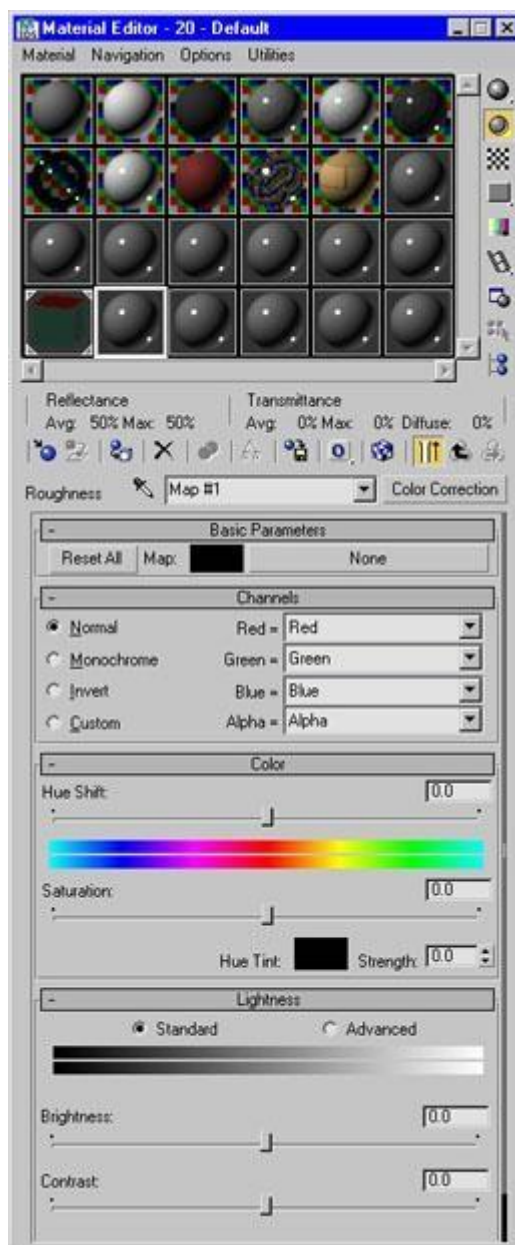 Material Editor - 20 - Default
Material Navigation Options Utilities
Reflectance Transmittance
Avg: 50% Max: 50% Avg: 0% Max: 0% Diffuse: 0%
Roughness Map #1 Color Correction
- Basic Parameters
Reset All Map: None
- Channels
Normal Red = Red
Monochrome Green = Green
Invert Blue = Blue
Custom Alpha = Alpha
- Color
Hue Shift: 0.0
Saturation: 0.0
Hue Tint: Strength: 0.0
- Lightness
Standard Advanced
Brightness: 0.0
Contrast: 0.0